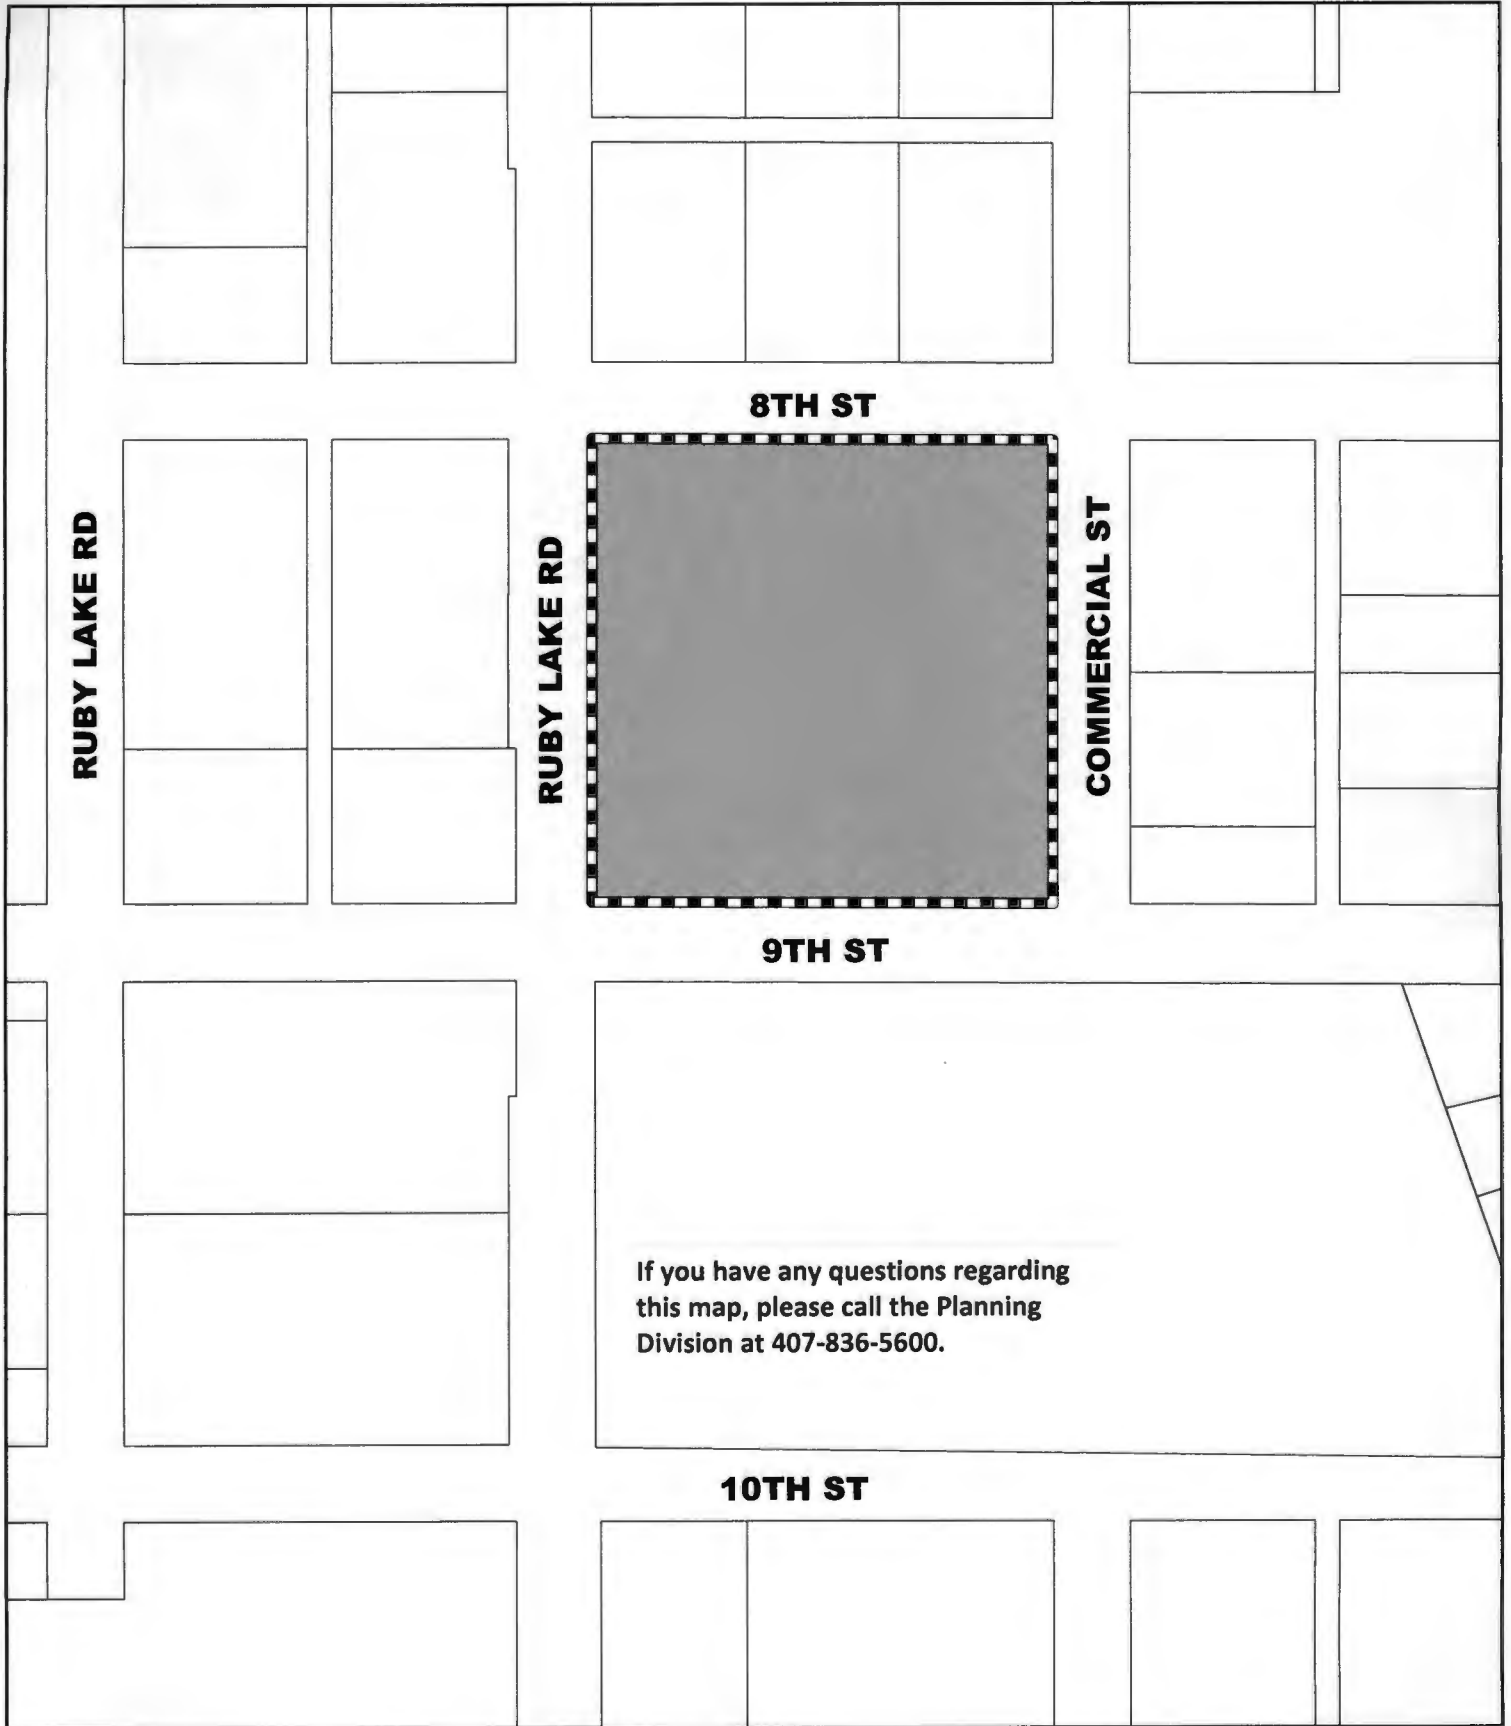 8TH ST
RUBY LAKE RD
RUBY LAKE RD
COMMERCIAL ST
9TH ST
If you have any questions regarding
this map, please call the Planning
Division at 407-836-5600.
10TH ST